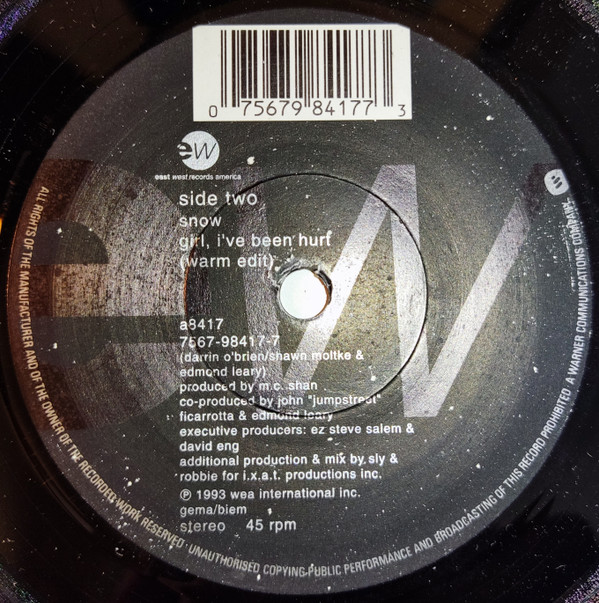 0 75679 84177 3
ew
east west records america
side two
snow
girl, i've been hurt
(warm edit)
a8417
7567-98417-7
(darrin o'brien/shawn moltke &
edmond leary)
produced by m.c. shan
co-produced by john "jumpstreet"
ficarrotta & edmond leary
executive producers: ez steve salem &
david eng
additional production & mix by sly &
robbie for i.x.a.t. productions inc.
℗ 1993 wea international inc.
gema/biem
stereo 45 rpm
ew
ALL RIGHTS OF THE MANUFACTURER AND OF THE OWNER OF THE RECORDED WORK RESERVED · UNAUTHORISED COPYING·PUBLIC PERFORMANCE AND BROADCASTING OF THIS RECORD PROHIBITED · A WARNER COMMUNICATIONS COMPANY.